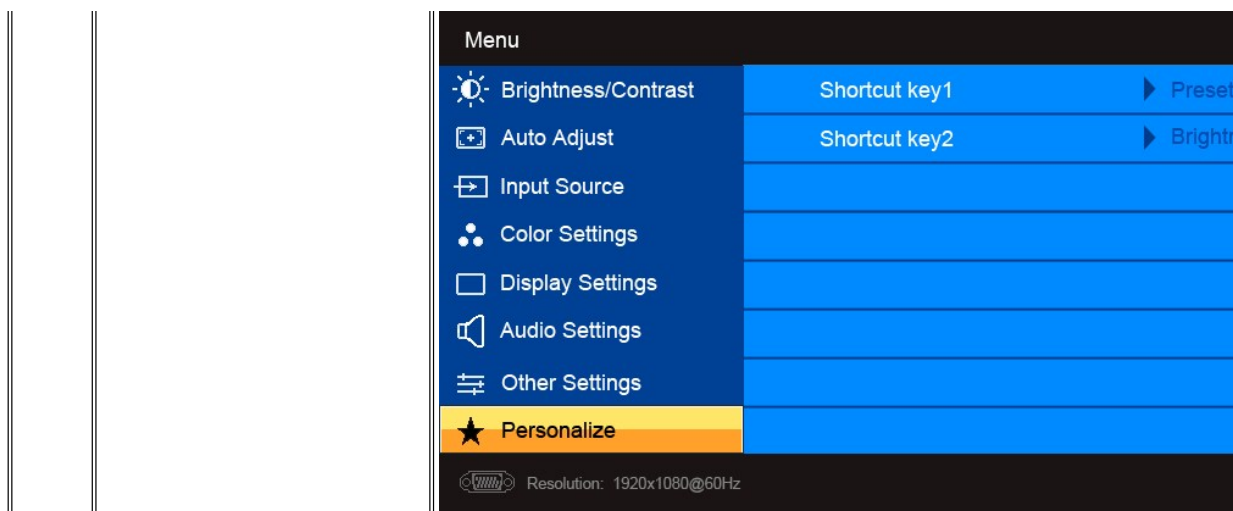 Menu
Brightness/Contrast Shortcut key1 Preset
Auto Adjust Shortcut key2
Input Source
Color Settings
Display Settings
Audio Settings
Other Settings
Personalize
Resolution: 1920x1080@60Hz